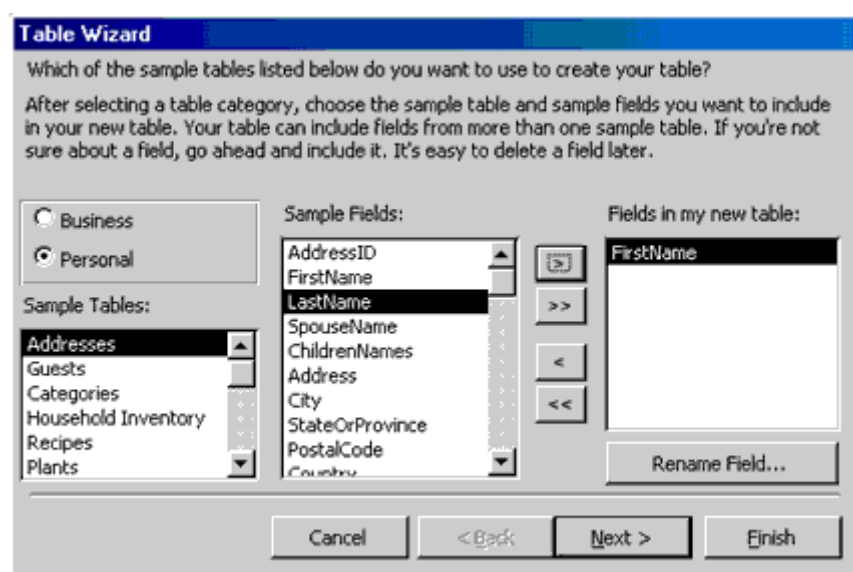 Table Wizard
Which of the sample tables listed below do you want to use to create your table?
After selecting a table category, choose the sample table and sample fields you want to include
in your new table. Your table can include fields from more than one sample table. If you're not
sure about a field, go ahead and include it. It's easy to delete a field later.
Business
Personal
Sample Tables:
Addresses
Guests
Categories
Household Inventory
Recipes
Plants
Sample Fields:
AddressID
FirstName
LastName
SpouseName
ChildrenNames
Address
City
StateOrProvince
PostalCode
Country
>
>>
<
<<
Fields in my new table:
FirstName
Rename Field...
Cancel
< Back
Next >
Finish